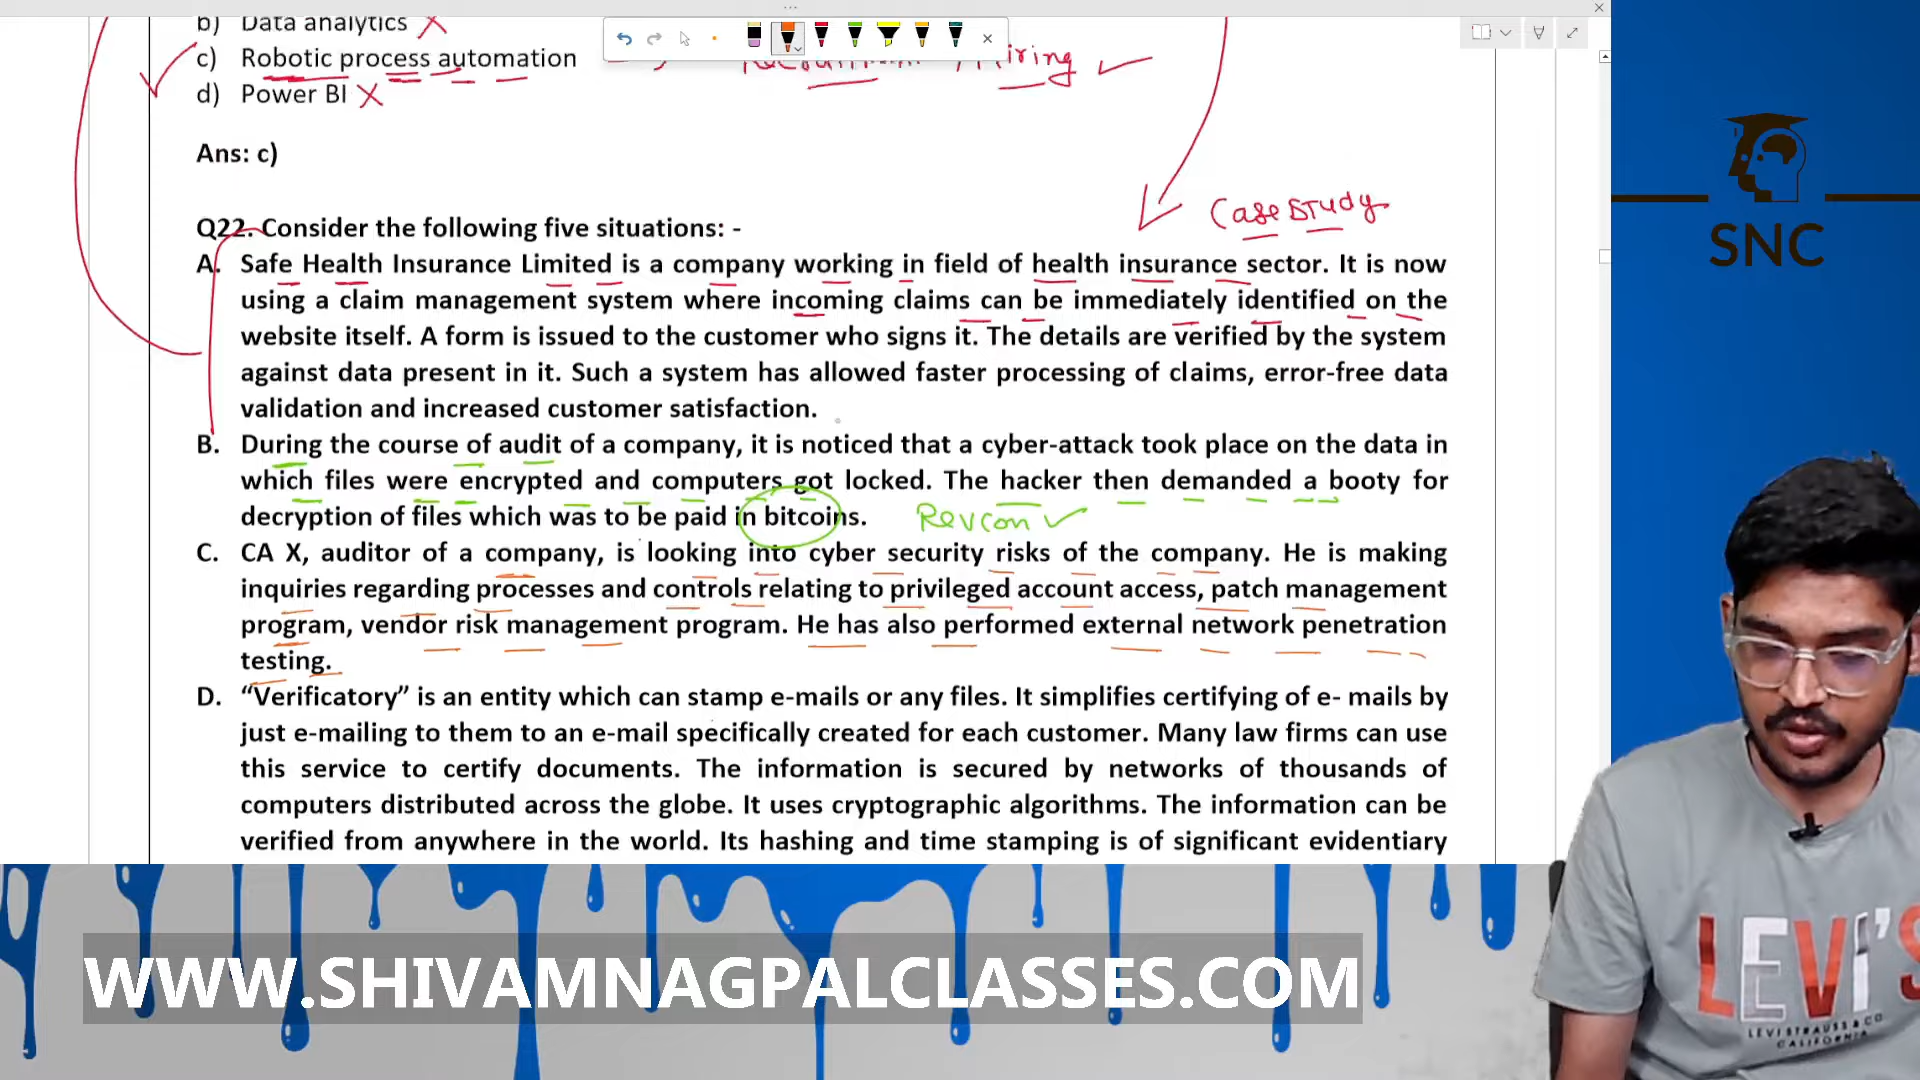 b) Data analytics X
c) Robotic process automation
iring
d) Power BI X
Ans: c)
Case Study
Q22. Consider the following five situations: -
A. Safe Health Insurance Limited is a company working in field of health insurance sector. It is now
using a claim management system where incoming claims can be immediately identified on the
website itself. A form is issued to the customer who signs it. The details are verified by the system
against data present in it. Such a system has allowed faster processing of claims, error-free data
validation and increased customer satisfaction.
B. During the course of audit of a company, it is noticed that a cyber-attack took place on the data in
which files were encrypted and computers got locked. The hacker then demanded a booty for
decryption of files which was to be paid in bitcoins. Revcon
C. CA X, auditor of a company, is looking into cyber security risks of the company. He is making
inquiries regarding processes and controls relating to privileged account access, patch management
program, vendor risk management program. He has also performed external network penetration
testing.
D. “Verificatory” is an entity which can stamp e-mails or any files. It simplifies certifying of e- mails by
just e-mailing to them to an e-mail specifically created for each customer. Many law firms can use
this service to certify documents. The information is secured by networks of thousands of
computers distributed across the globe. It uses cryptographic algorithms. The information can be
verified from anywhere in the world. Its hashing and time stamping is of significant evidentiary
SNC
WWW.SHIVAMNAGPALCLASSES.COM
LEVI'S
LEVI STRAUSS & CO
CALIFORNIA